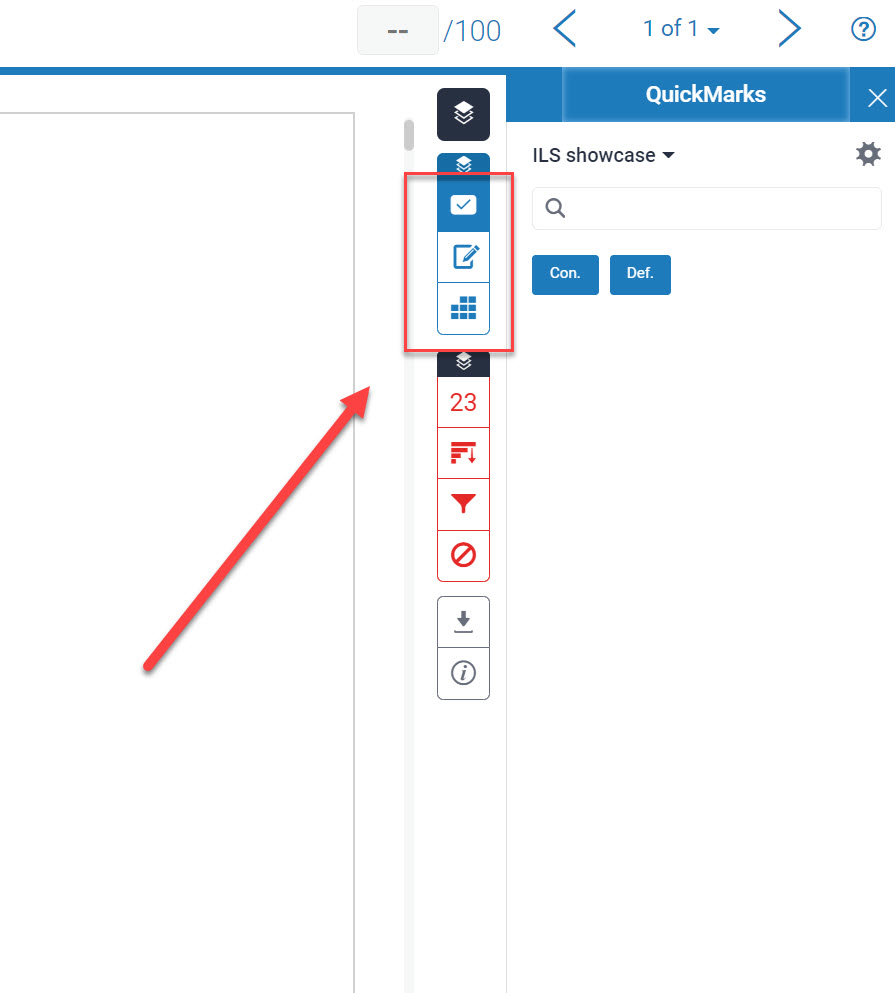 -- /100
1 of 1
QuickMarks
ILS showcase
Con. Def.
23